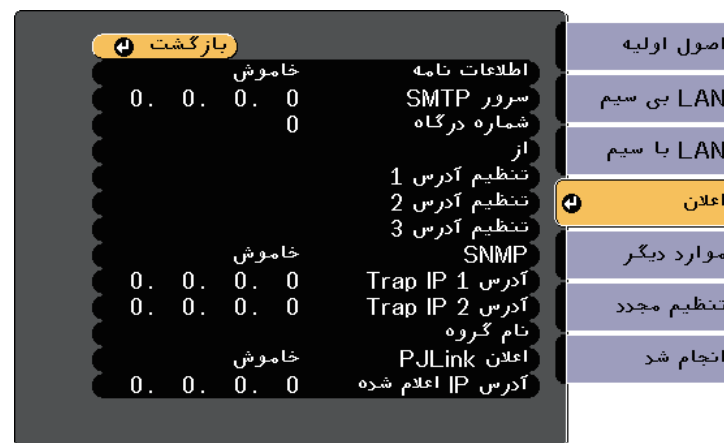 بازگشت
اطلاعات نامه خاموش
سرور SMTP 0. 0. 0. 0
شماره درگاه 0
از
تنظیم آدرس 1
تنظیم آدرس 2
تنظیم آدرس 3
SNMP خاموش
آدرس Trap IP 1 0. 0. 0. 0
آدرس Trap IP 2 0. 0. 0. 0
نام گروه
اعلان PJLink خاموش
آدرس IP اعلام شده 0. 0. 0. 0
اصول اولیه
LAN بی سیم
LAN با سیم
اعلان
موارد دیگر
تنظیم مجدد
انجام شد